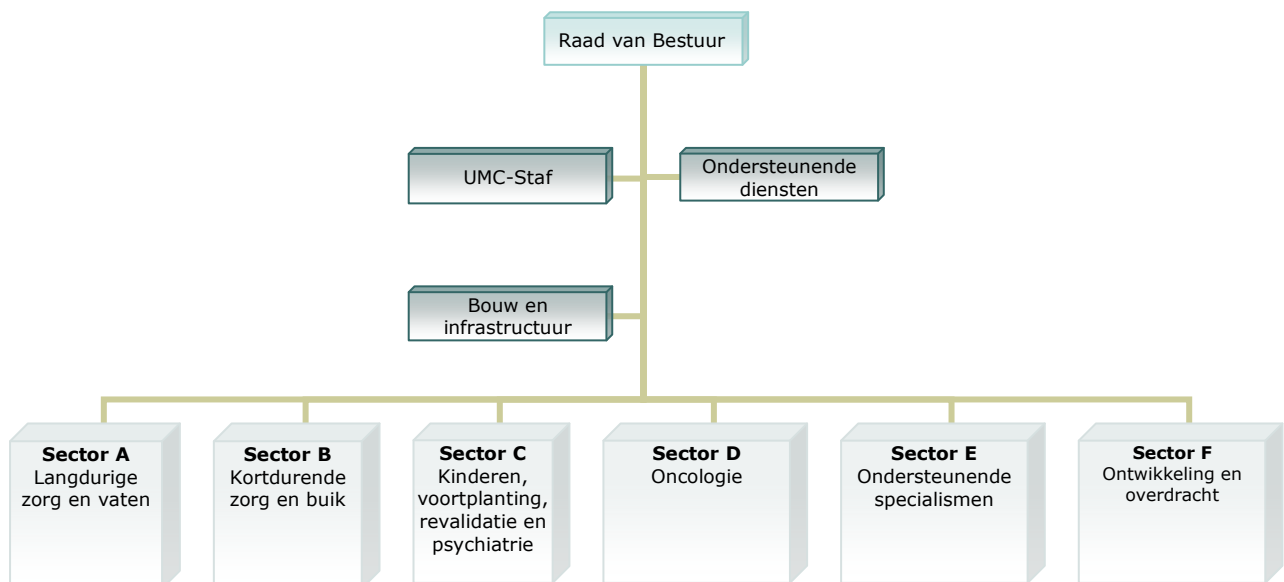 Raad van Bestuur
UMC-Staf
Ondersteunende
diensten
Bouw en
infrastructuur
Sector A
Langdurige
zorg en vaten
Sector B
Kortdurende
zorg en buik
Sector C
Kinderen,
voortplanting,
revalidatie en
psychiatrie
Sector D
Oncologie
Sector E
Ondersteunende
specialismen
Sector F
Ontwikkeling en
overdracht